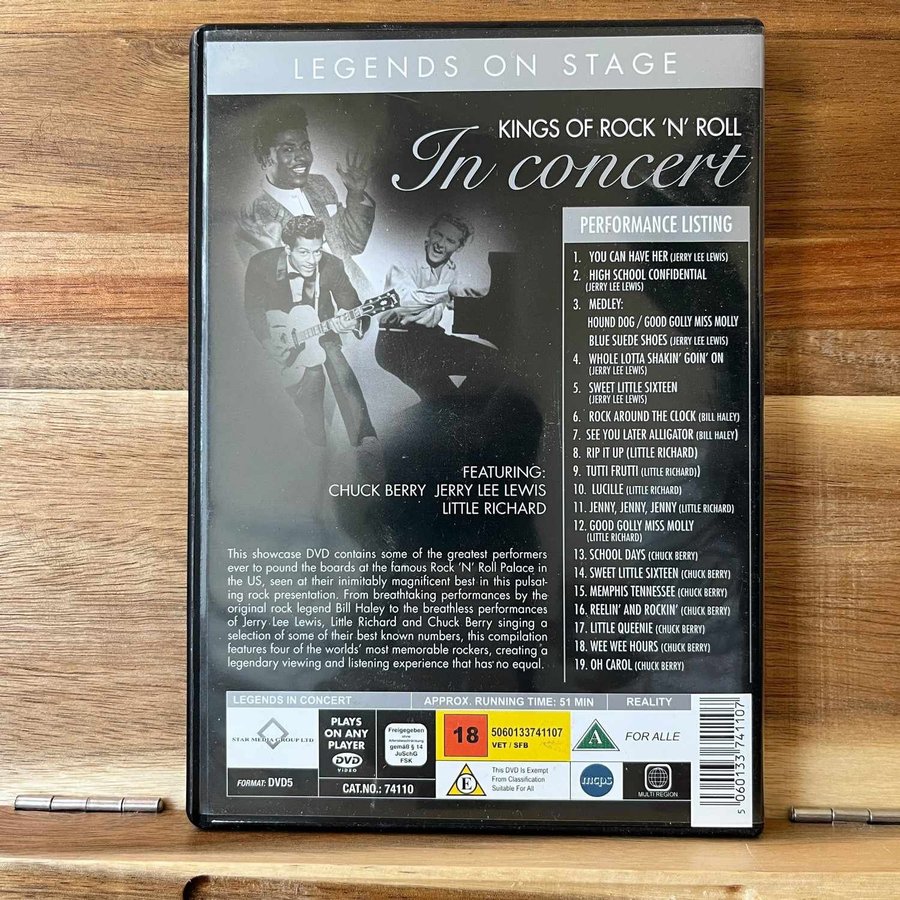 LEGENDS ON STAGE
KINGS OF ROCK 'N' ROLL
In concert
PERFORMANCE LISTING
1. YOU CAN HAVE HER (JERRY LEE LEWIS)
2. HIGH SCHOOL CONFIDENTIAL
(JERRY LEE LEWIS)
3. MEDLEY:
HOUND DOG / GOOD GOLLY MISS MOLLY
BLUE SUEDE SHOES (JERRY LEE LEWIS)
4. WHOLE LOTTA SHAKIN' GOIN' ON
(JERRY LEE LEWIS)
5. SWEET LITTLE SIXTEEN
(JERRY LEE LEWIS)
6. ROCK AROUND THE CLOCK (BILL HALEY)
7. SEE YOU LATER ALLIGATOR (BILL HALEY)
8. RIP IT UP (LITTLE RICHARD)
9. TUTTI FRUTTI (LITTLE RICHARD))
10. LUCILLE (LITTLE RICHARD)
11. JENNY, JENNY, JENNY (LITTLE RICHARD)
12. GOOD GOLLY MISS MOLLY
(LITTLE RICHARD)
13. SCHOOL DAYS (CHUCK BERRY)
14. SWEET LITTLE SIXTEEN (CHUCK BERRY)
15. MEMPHIS TENNESSEE (CHUCK BERRY)
16. REELIN' AND ROCKIN' (CHUCK BERRY)
17. LITTLE QUEENIE (CHUCK BERRY)
18. WEE WEE HOURS (CHUCK BERRY)
19. OH CAROL (CHUCK BERRY)
FEATURING:
CHUCK BERRY JERRY LEE LEWIS
LITTLE RICHARD
This showcase DVD contains some of the greatest performers
ever to pound the boards at the famous Rock 'N' Roll Palace in
the US, seen at their inimitably magnificent best in this pulsat-
ing rock presentation. From breathtaking performances by the
original rock legend Bill Haley to the breathless performances
of Jerry Lee Lewis, Little Richard and Chuck Berry singing a
selection of some of their best known numbers, this compilation
features four of the worlds' most memorable rockers, creating a
legendary viewing and listening experience that has no equal.
LEGENDS IN CONCERT
APPROX. RUNNING TIME: 51 MIN
REALITY
STAR MEDIA GROUP LTD
FORMAT: DVD5
PLAYS
ON ANY
PLAYER
DVD
VIDEO
CAT.NO.: 74110
Freigegeben
ohne
Altersbeschränkung
gemäß § 14
JuSchG
FSK
18
5060133741107
VET / SFB
A
FOR ALLE
E
This DVD Is Exempt
From Classification
Suitable For All
mcps
MULTI REGION
5 060133 741107